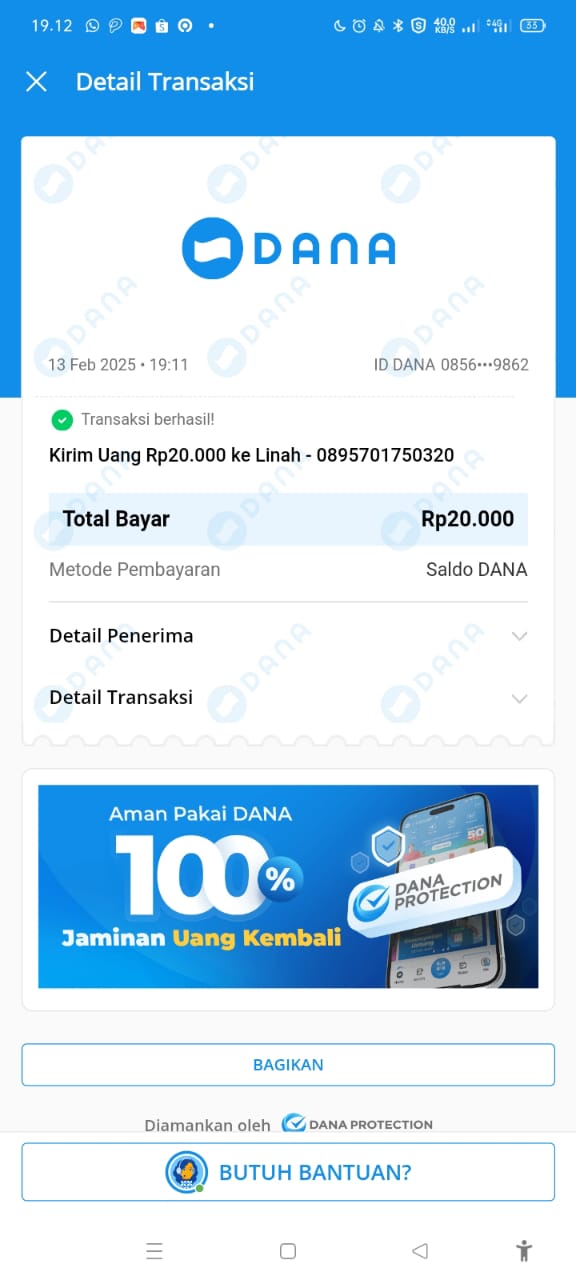 19.12
40.0 KB/S
4G
33
Detail Transaksi
DANA
13 Feb 2025 • 19:11
ID DANA 0856•••9862
Transaksi berhasil!
Kirim Uang Rp20.000 ke Linah - 0895701750320
Total Bayar
Rp20.000
Metode Pembayaran
Saldo DANA
Detail Penerima
Detail Transaksi
Aman Pakai DANA
100%
Jaminan Uang Kembali
DANA
PROTECTION
BAGIKAN
Diamankan oleh DANA PROTECTION
BUTUH BANTUAN?